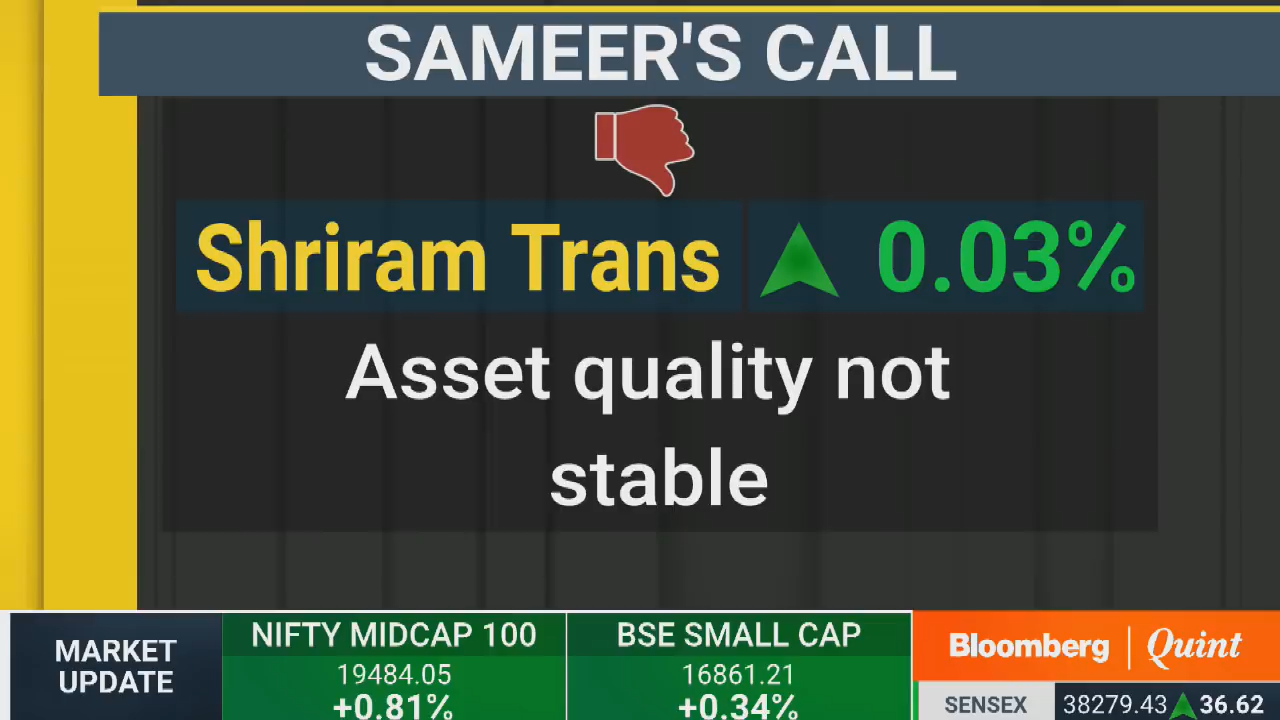 SAMEER'S CALL
Shriram Trans ▲ 0.03%
Asset quality not
stable
MARKET
UPDATE
NIFTY MIDCAP 100
19484.05
+0.81%
BSE SMALL CAP
16861.21
+0.34%
Bloomberg | Quint
SENSEX 38279.43 ▲ 36.62